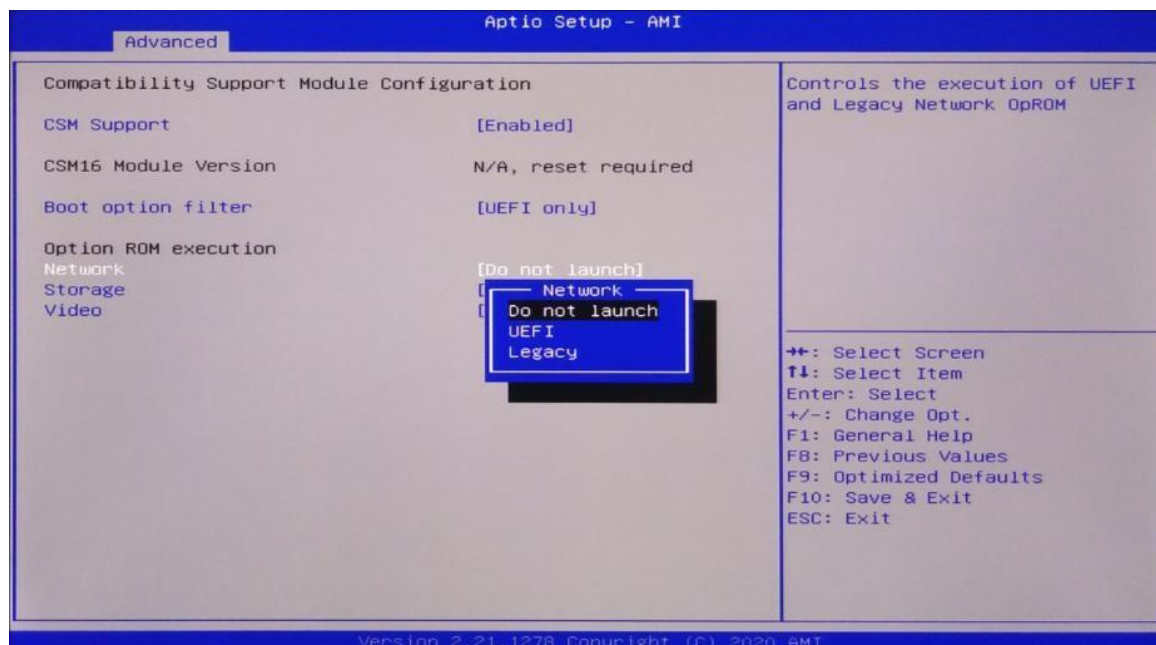 Aptio Setup - AMI
Advanced
Compatibility Support Module Configuration
CSM Support [Enabled]
CSM16 Module Version N/A, reset required
Boot option filter [UEFI only]
Option ROM execution
Network [Do not launch]
Storage [
Video [
Network
Do not launch
UEFI
Legacy
Controls the execution of UEFI
and Legacy Network OpROM
→←: Select Screen
↑↓: Select Item
Enter: Select
+/-: Change Opt.
F1: General Help
F8: Previous Values
F9: Optimized Defaults
F10: Save & Exit
ESC: Exit
Version 2.21.1278 Copyright (C) 2020 AMI